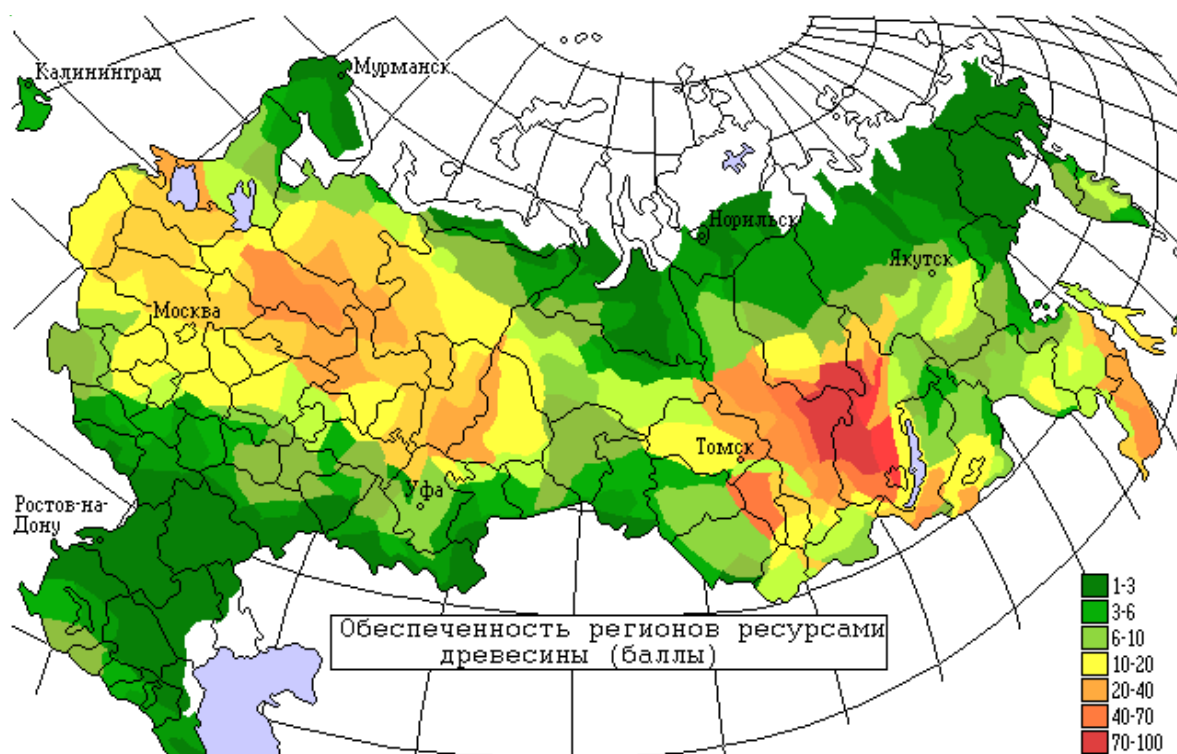 Калининград
Мурманск
Норильск
Якутск
Москва
Томск
Уфа
Ростов-на-
Дону
Обеспеченность регионов ресурсами
древесины (баллы)
1-3
3-6
6-10
10-20
20-40
40-70
70-100